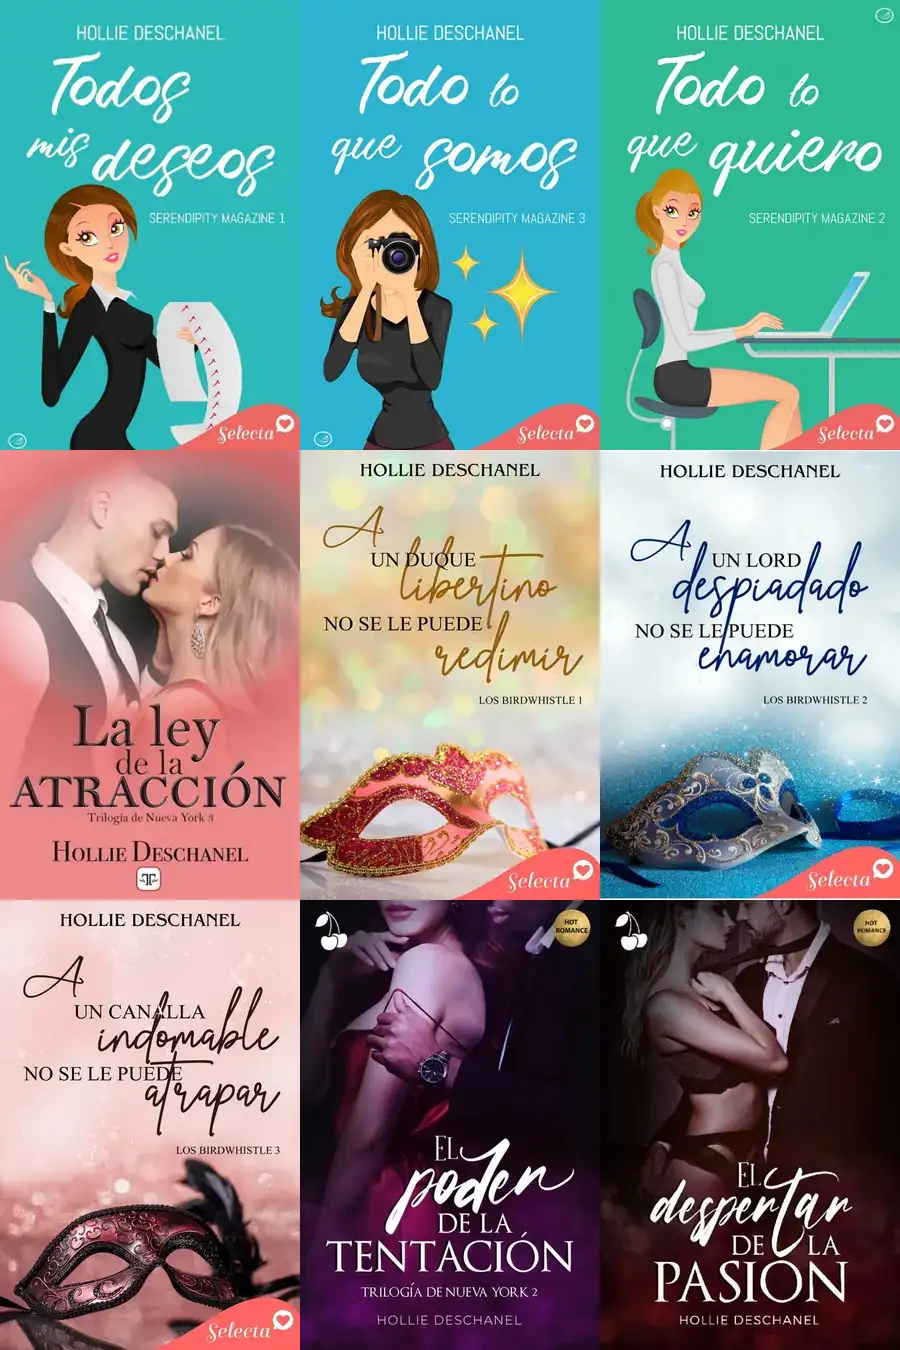 HOLLIE DESCHANEL
Todos
mis deseos
SERENDIPITY MAGAZINE 1
Selecta
HOLLIE DESCHANEL
Todo lo
que somos
SERENDIPITY MAGAZINE 3
Selecta
HOLLIE DESCHANEL
Todo lo
que quiero
SERENDIPITY MAGAZINE 2
Selecta
La ley
de la
ATRACCIÓN
Trilogía de Nueva York 3
HOLLIE DESCHANEL
HOLLIE DESCHANEL
A
UN DUQUE
libertino
NO SE LE PUEDE
redimir
LOS BIRDWHISTLE 1
Selecta
HOLLIE DESCHANEL
A
UN LORD
despiadado
NO SE LE PUEDE
enamorar
LOS BIRDWHISTLE 2
Selecta
HOLLIE DESCHANEL
A
UN CANALLA
indomable
NO SE LE PUEDE
atrapar
LOS BIRDWHISTLE 3
Selecta
HOT
ROMANCE
EL
poder
DE LA
TENTACIÓN
TRILOGÍA DE NUEVA YORK 2
HOLLIE DESCHANEL
HOT
ROMANCE
EL
despertar
DE LA
PASIÓN
HOLLIE DESCHANEL